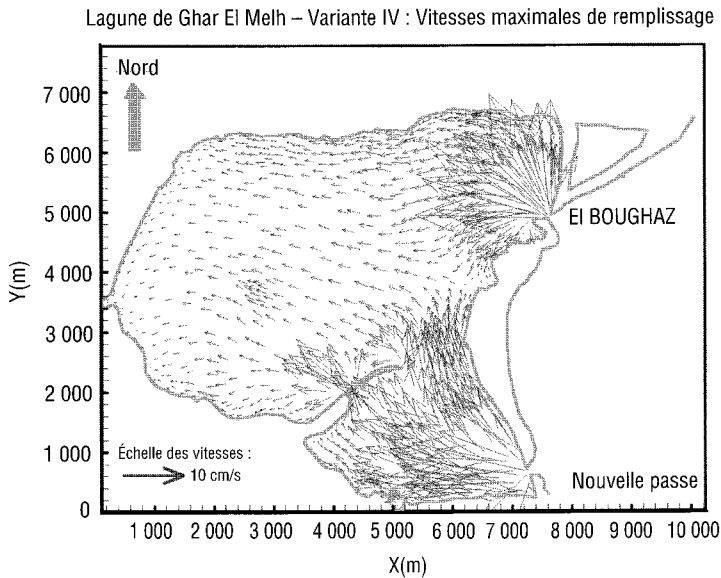 Lagune de Ghar El Melh – Variante IV : Vitesses maximales de remplissage
Nord
7 000
6 000
5 000
4 000
3 000
2 000
1 000
0
Y(m)
El BOUGHAZ
Échelle des vitesses :
10 cm/s
Nouvelle passe
1 000 2 000 3 000 4 000 5 000 6 000 7 000 8 000 9 000 10 000
X(m)